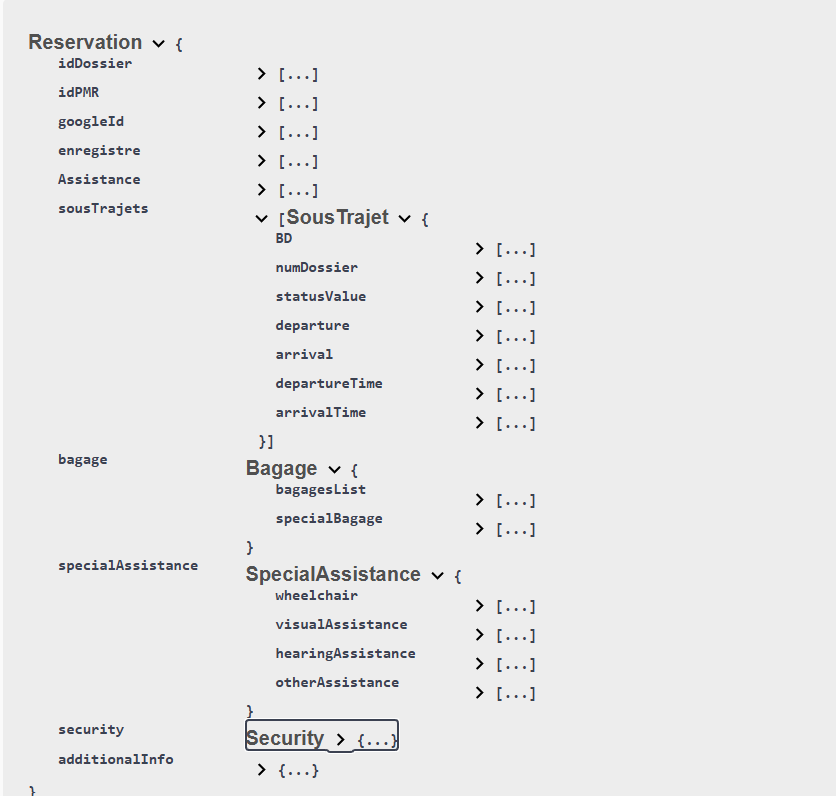 Reservation {
idDossier [...]
idPMR [...]
googleId [...]
enregistre [...]
Assistance [...]
sousTrajets [SousTrajet {
BD [...]
numDossier [...]
statusValue [...]
departure [...]
arrival [...]
departureTime [...]
arrivalTime [...]
}]
bagage Bagage {
bagagesList [...]
specialBagage [...]
}
specialAssistance SpecialAssistance {
wheelchair [...]
visualAssistance [...]
hearingAssistance [...]
otherAssistance [...]
}
security Security {...}
additionalInfo {...}
}